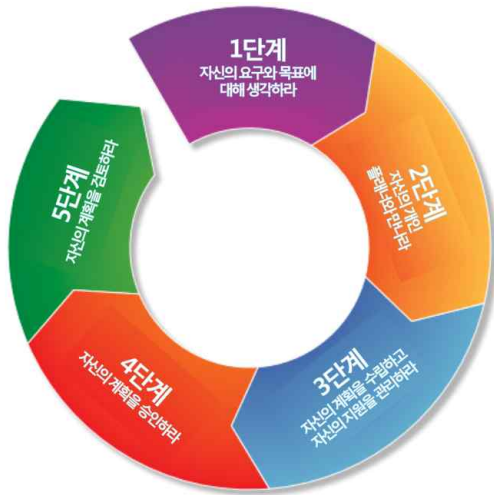 1단계
자신의 요구와 목표에
대해 생각하라
2단계
자신의 개인
플래너와 만나라
3단계
자신의 계획을 수립하고
자신의 지원을 관리하라
4단계
자신의 계획을 승인하라
5단계
자신의 계획을 검토하라